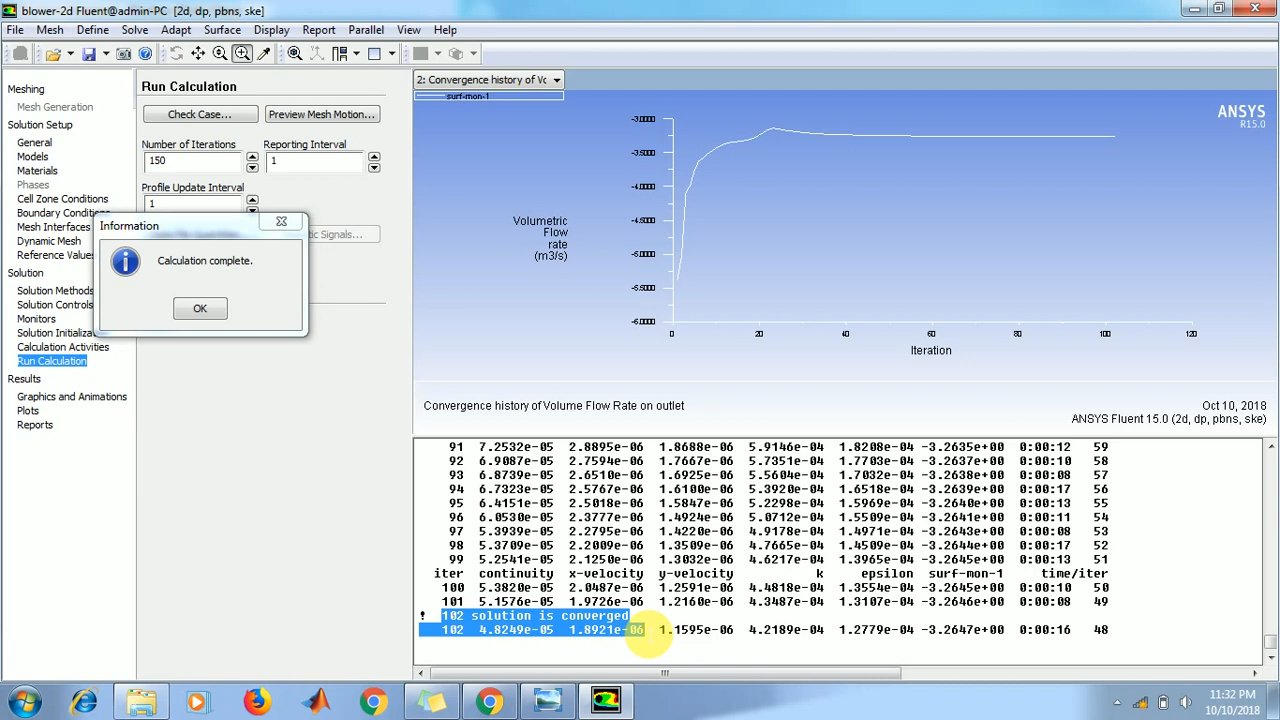 blower-2d Fluent@admin-PC [2d, dp, pbns, ske]
File Mesh Define Solve Adapt Surface Display Report Parallel View Help
Meshing
Mesh Generation
Solution Setup
General
Models
Materials
Phases
Cell Zone Conditions
Boundary Conditions
Mesh Interfaces
Dynamic Mesh
Reference Values
Solution
Solution Methods
Solution Controls
Monitors
Solution Initializa
Calculation Activities
Run Calculation
Results
Graphics and Animations
Plots
Reports
Run Calculation
Check Case... Preview Mesh Motion...
Number of Iterations Reporting Interval
150 1
Profile Update Interval
1
tic Signals...
Information
Calculation complete.
OK
2: Convergence history of Vc
surf-mon-1
ANSYS
R15.0
-3.0000
-3.5000
-4.0000
-4.5000
-5.0000
-5.5000
-6.0000
Volumetric
Flow
rate
(m3/s)
0 20 40 60 80 100 120
Iteration
Convergence history of Volume Flow Rate on outlet
Oct 10, 2018
ANSYS Fluent 15.0 (2d, dp, pbns, ske)
91 7.2532e-05 2.8895e-06 1.8688e-06 5.9146e-04 1.8208e-04 -3.2635e+00 0:00:12 59
92 6.9087e-05 2.7594e-06 1.7667e-06 5.7351e-04 1.7703e-04 -3.2637e+00 0:00:10 58
93 6.8739e-05 2.6510e-06 1.6925e-06 5.5604e-04 1.7032e-04 -3.2638e+00 0:00:08 57
94 6.7323e-05 2.5767e-06 1.6100e-06 5.3920e-04 1.6518e-04 -3.2639e+00 0:00:17 56
95 6.4151e-05 2.5018e-06 1.5847e-06 5.2298e-04 1.5969e-04 -3.2640e+00 0:00:13 55
96 6.0530e-05 2.3777e-06 1.4924e-06 5.0712e-04 1.5509e-04 -3.2641e+00 0:00:11 54
97 5.3939e-05 2.2795e-06 1.4220e-06 4.9178e-04 1.4971e-04 -3.2642e+00 0:00:08 53
98 5.3709e-05 2.2009e-06 1.3509e-06 4.7665e-04 1.4509e-04 -3.2643e+00 0:00:17 52
99 5.2541e-05 2.1250e-06 1.3032e-06 4.6217e-04 1.3965e-04 -3.2644e+00 0:00:13 51
iter continuity x-velocity y-velocity k epsilon surf-mon-1 time/iter
100 5.3820e-05 2.0487e-06 1.2591e-06 4.4818e-04 1.3554e-04 -3.2645e+00 0:00:10 50
101 5.1576e-05 1.9726e-06 1.2160e-06 4.3487e-04 1.3107e-04 -3.2646e+00 0:00:08 49
! 102 solution is converged
102 4.8249e-05 1.8921e-06 1.1595e-06 4.2189e-04 1.2779e-04 -3.2647e+00 0:00:16 48
11:32 PM
10/10/2018